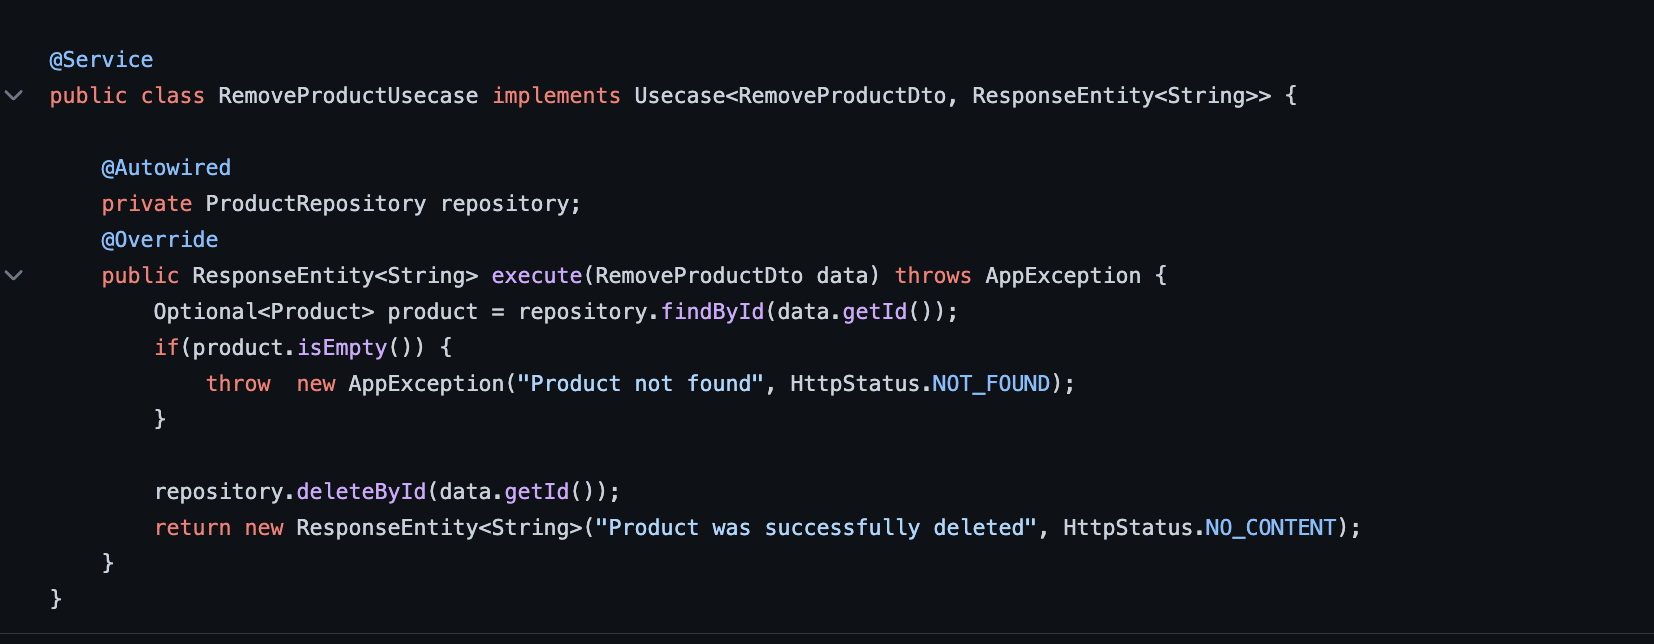 @Service
public class RemoveProductUsecase implements Usecase<RemoveProductDto, ResponseEntity<String>> {
@Autowired
private ProductRepository repository;
@Override
public ResponseEntity<String> execute(RemoveProductDto data) throws AppException {
Optional<Product> product = repository.findById(data.getId());
if(product.isEmpty()) {
throw  new AppException("Product not found", HttpStatus.NOT_FOUND);
}
repository.deleteById(data.getId());
return new ResponseEntity<String>("Product was successfully deleted", HttpStatus.NO_CONTENT);
}
}